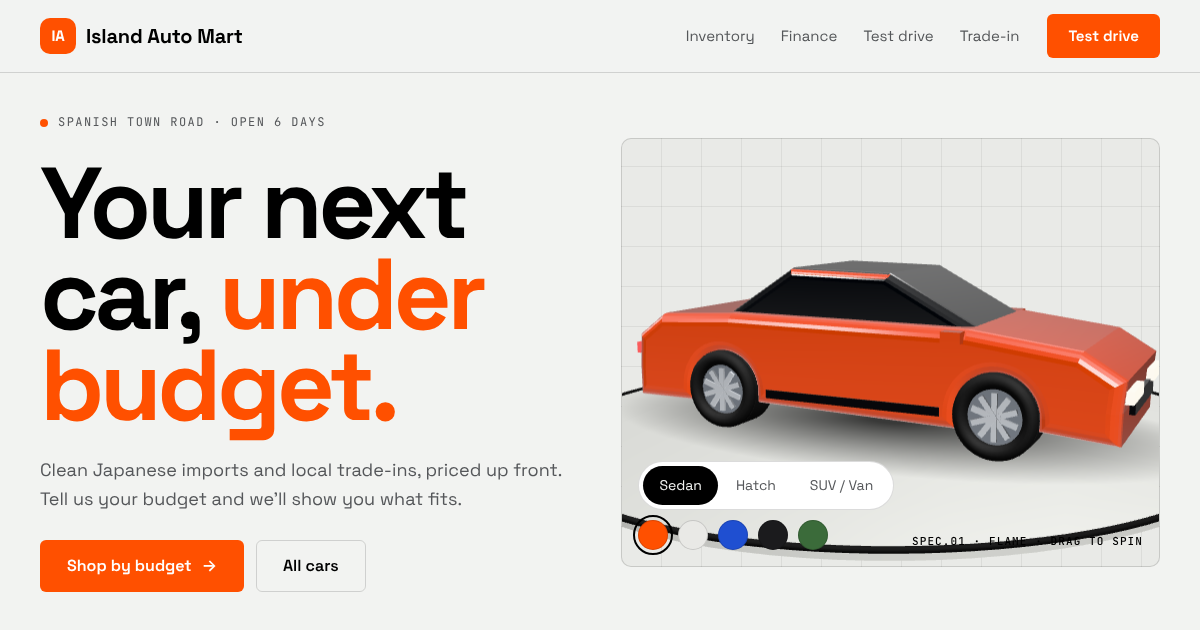 IA
Island Auto Mart
Inventory
Finance
Test drive
Trade-in
Test drive
SPANISH TOWN ROAD · OPEN 6 DAYS
Your next
car, under
budget.
Clean Japanese imports and local trade-ins, priced up front.
Tell us your budget and we'll show you what fits.
Shop by budget →
All cars
Sedan
Hatch
SUV / Van
SPEC.01 · FLAME · DRAG TO SPIN